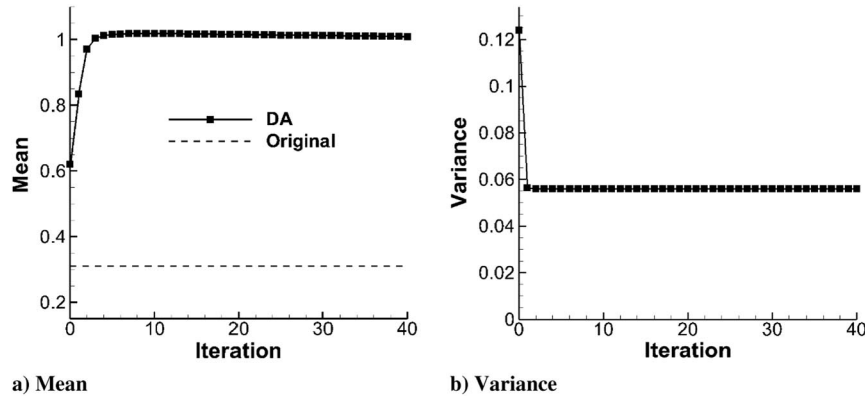 1
0.8
0.6
0.4
0.2
Mean
DA
Original
0 10 20 30 40
Iteration
a) Mean
0.12
0.1
0.08
0.06
0.04
0.02
0
Variance
0 10 20 30 40
Iteration
b) Variance